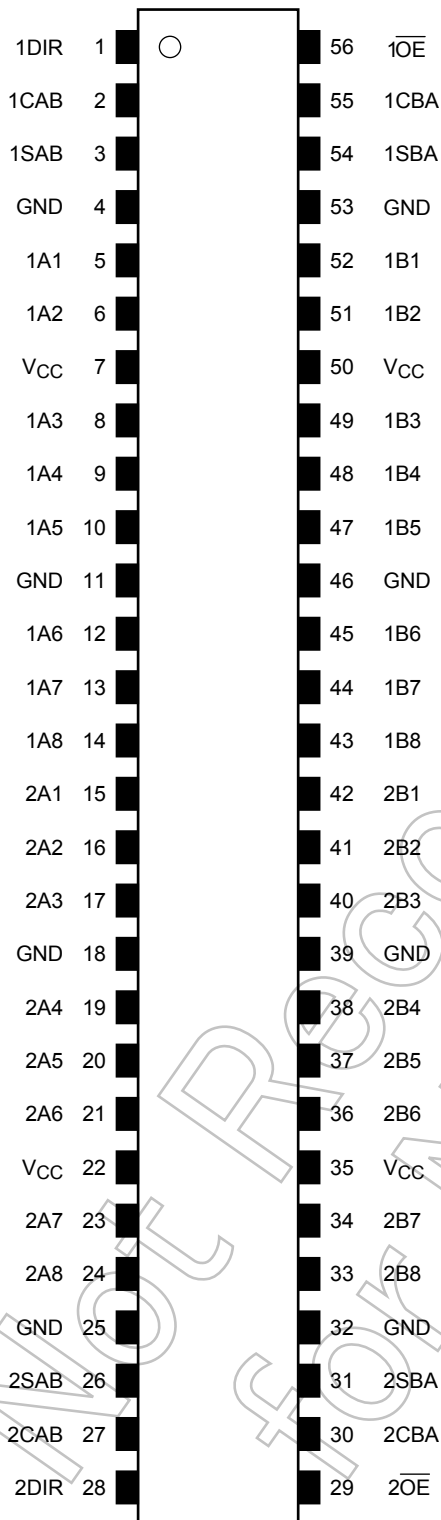 1DIR 1 56 1O̅E̅
1CAB 2 55 1CBA
1SAB 3 54 1SBA
GND 4 53 GND
1A1 5 52 1B1
1A2 6 51 1B2
VCC 7 50 VCC
1A3 8 49 1B3
1A4 9 48 1B4
1A5 10 47 1B5
GND 11 46 GND
1A6 12 45 1B6
1A7 13 44 1B7
1A8 14 43 1B8
2A1 15 42 2B1
2A2 16 41 2B2
2A3 17 40 2B3
GND 18 39 GND
2A4 19 38 2B4
2A5 20 37 2B5
2A6 21 36 2B6
VCC 22 35 VCC
2A7 23 34 2B7
2A8 24 33 2B8
GND 25 32 GND
2SAB 26 31 2SBA
2CAB 27 30 2CBA
2DIR 28 29 2O̅E̅
Not Reco
for